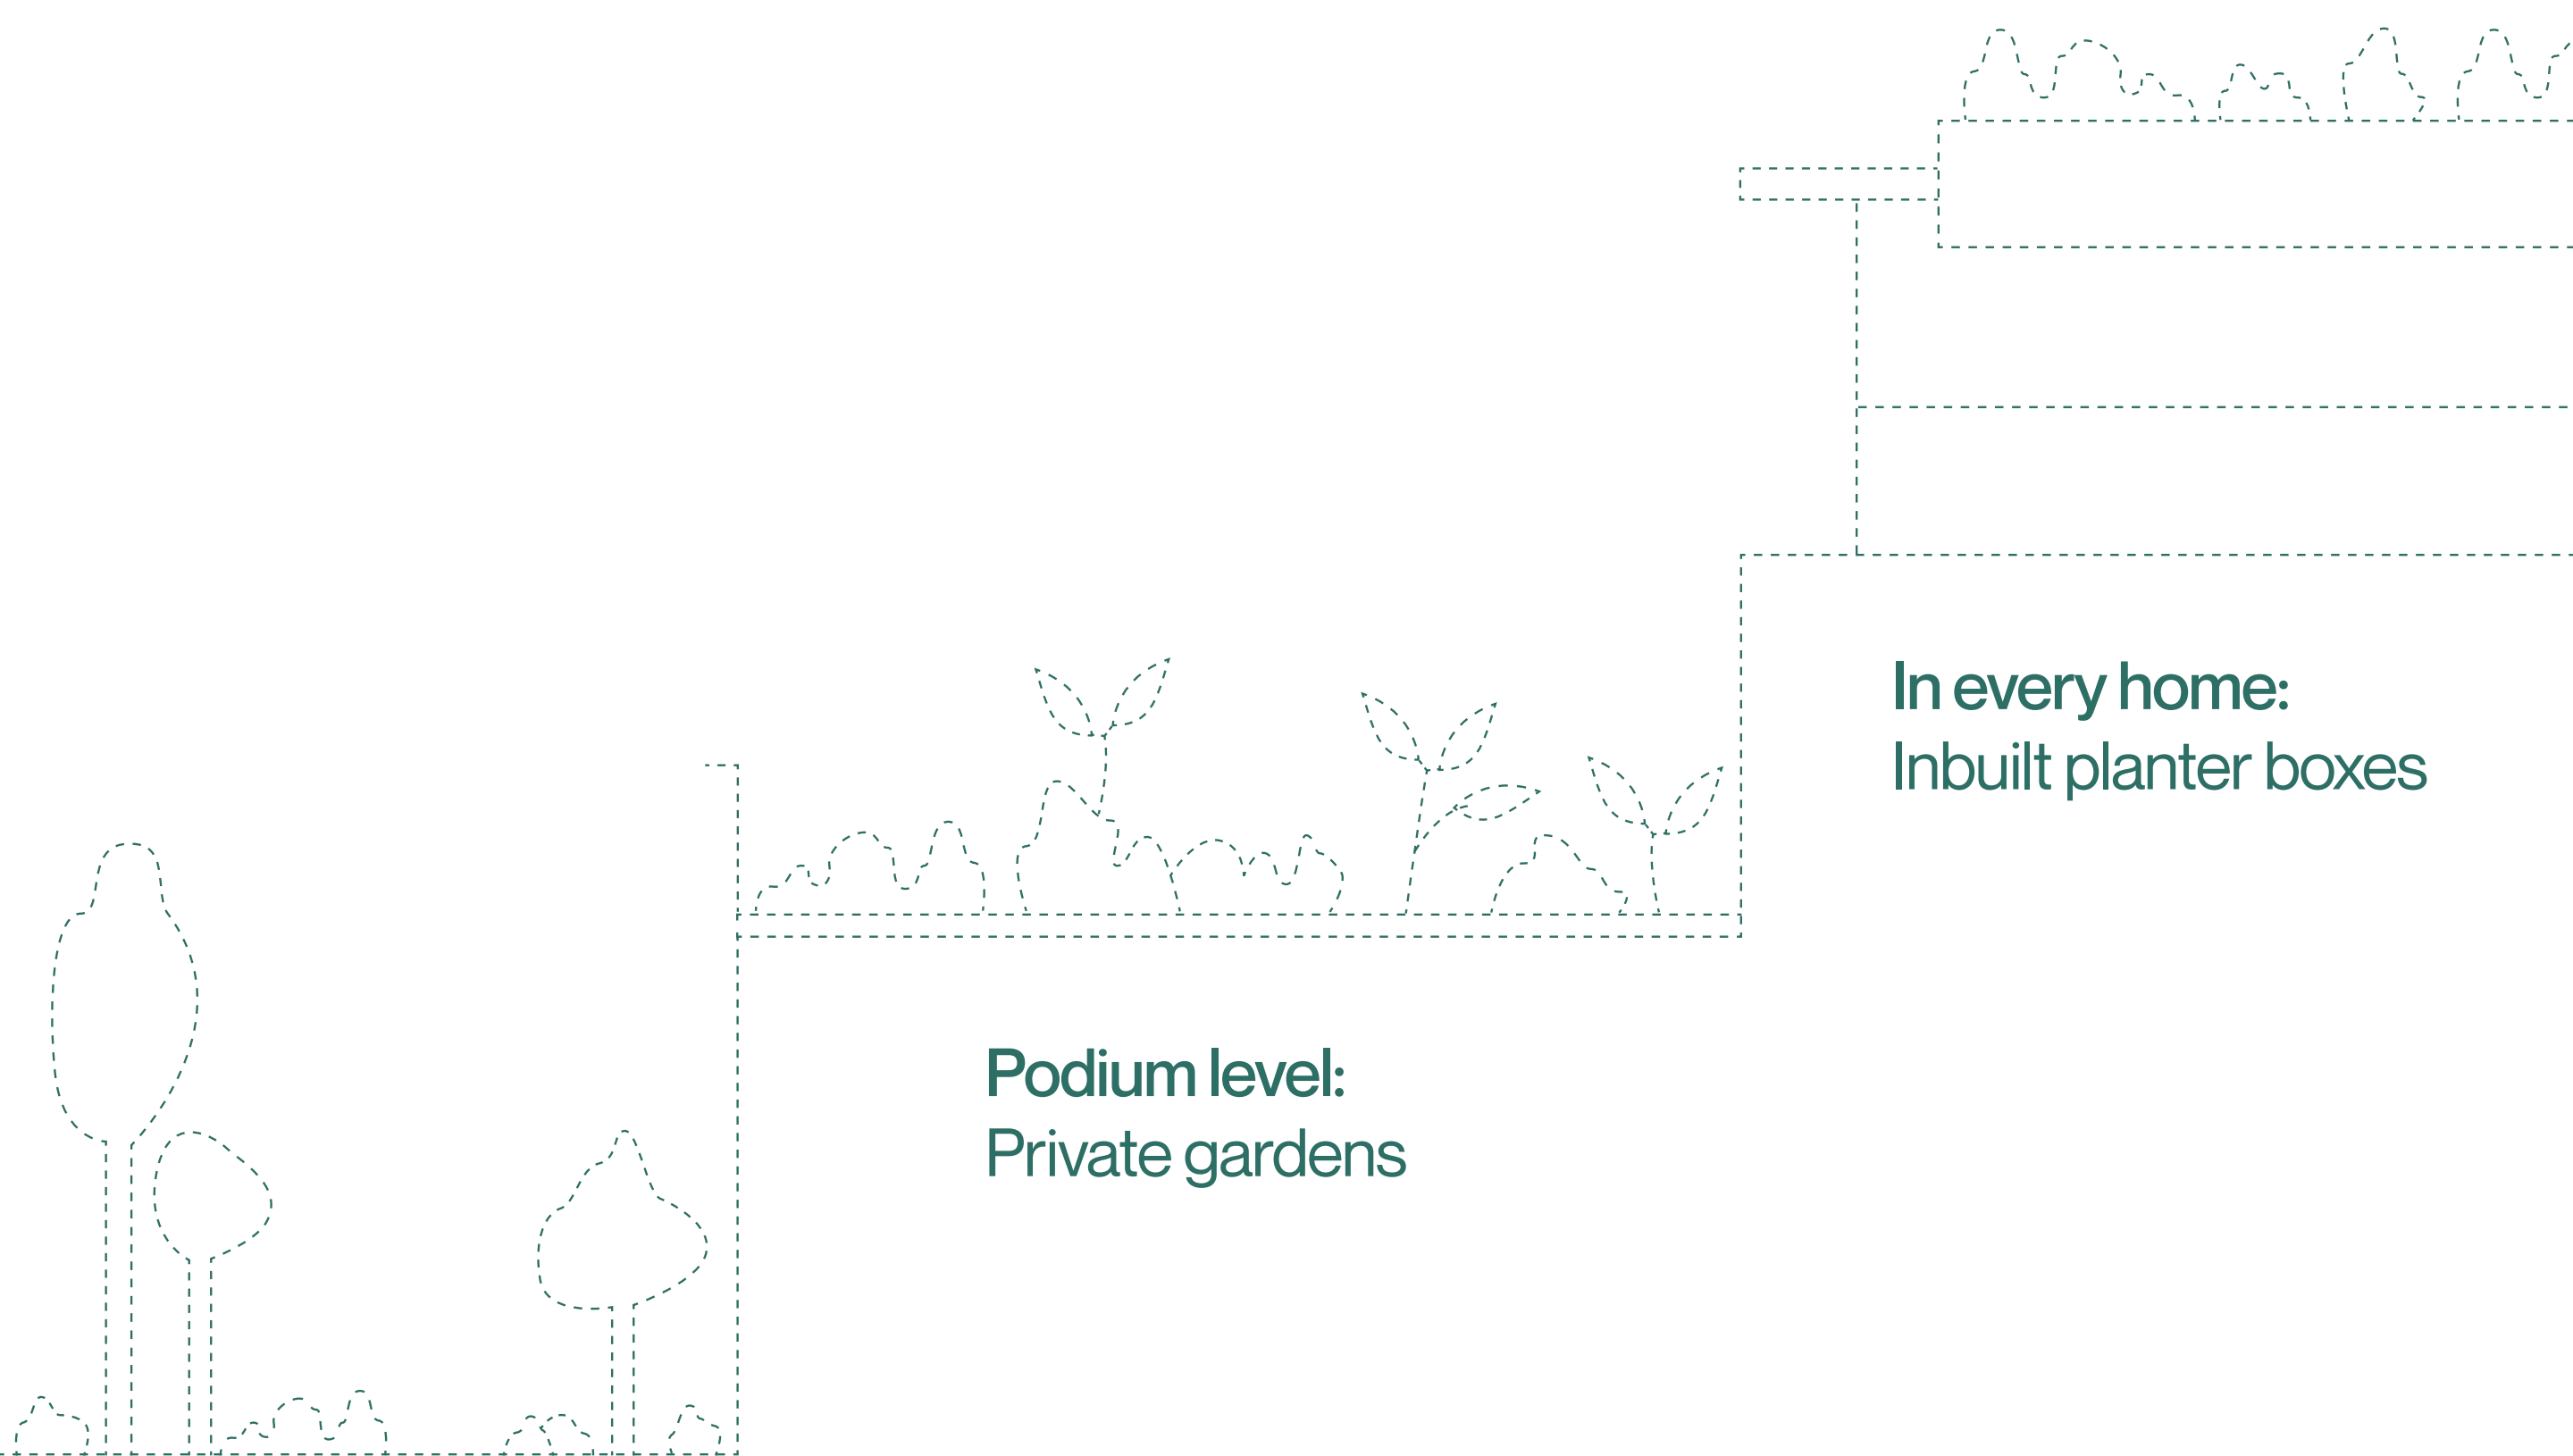 In every home:
Inbuilt planter boxes
Podium level:
Private gardens